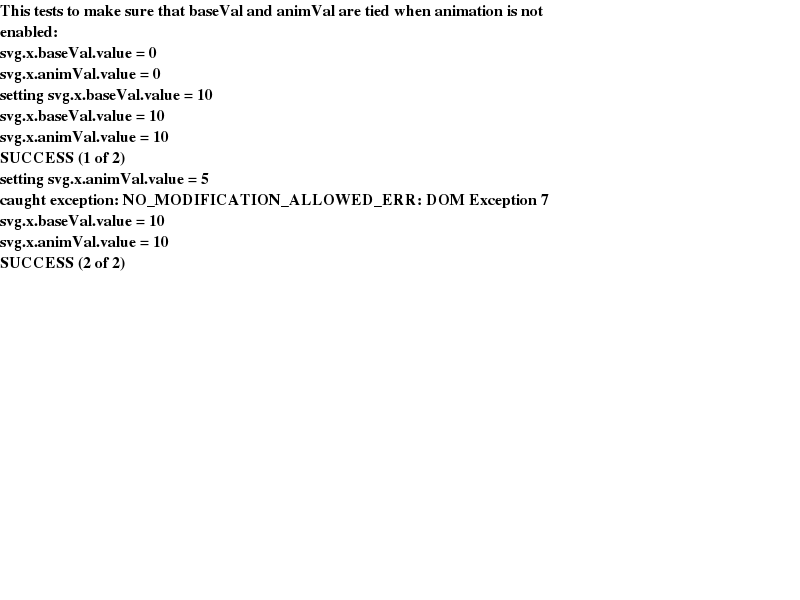 This tests to make sure that baseVal and animVal are tied when animation is not
enabled:
svg.x.baseVal.value = 0
svg.x.animVal.value = 0
setting svg.x.baseVal.value = 10
svg.x.baseVal.value = 10
svg.x.animVal.value = 10
SUCCESS (1 of 2)
setting svg.x.animVal.value = 5
caught exception: NO_MODIFICATION_ALLOWED_ERR: DOM Exception 7
svg.x.baseVal.value = 10
svg.x.animVal.value = 10
SUCCESS (2 of 2)